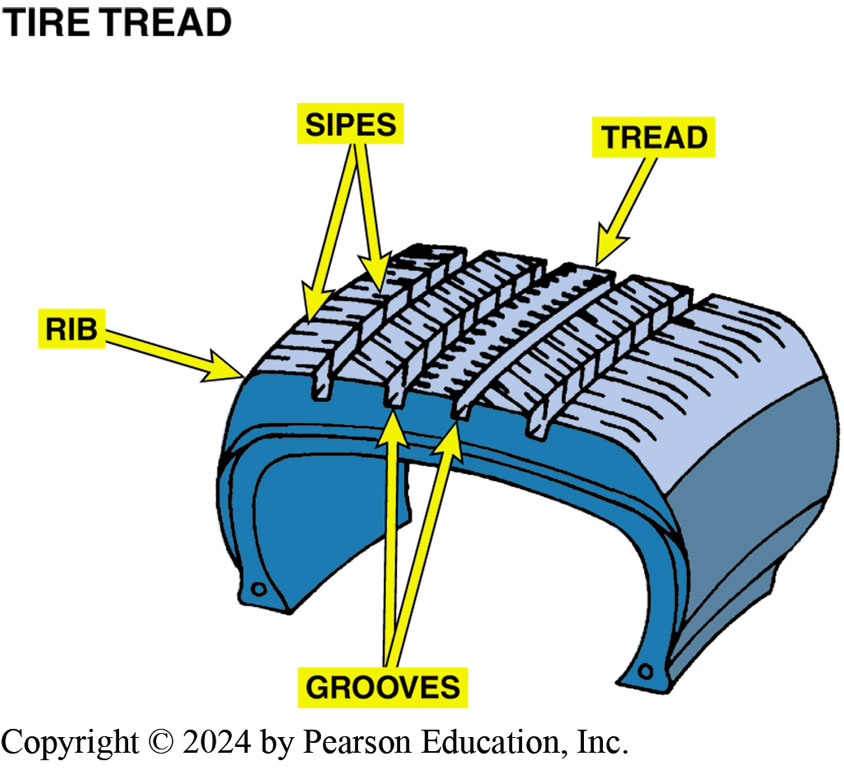 TIRE TREAD
SIPES
TREAD
RIB
GROOVES
Copyright © 2024 by Pearson Education, Inc.